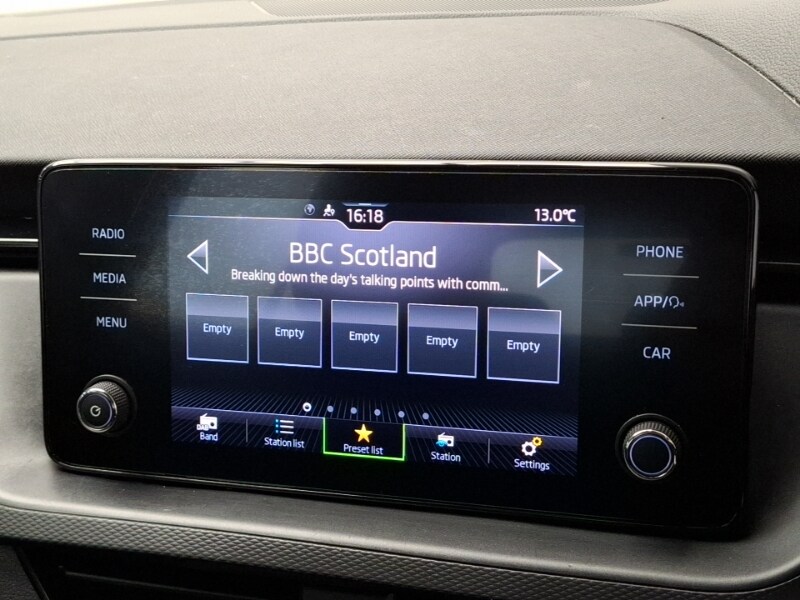 RADIO
MEDIA
MENU
16:18
13.0°C
BBC Scotland
Breaking down the day's talking points with comm...
Empty
Empty
Empty
Empty
Empty
DAB
Band
Station list
Preset list
Station
Settings
PHONE
APP/
CAR